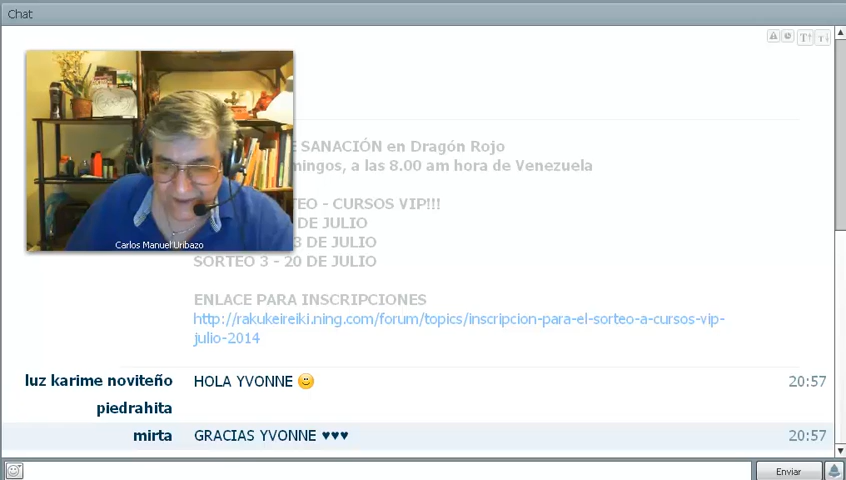 Chat
SANACIÓN en Dragón Rojo
mingos, a las 8.00 am hora de Venezuela
TEO - CURSOS VIP!!!
DE JULIO
3 DE JULIO
SORTEO 3 - 20 DE JULIO
ENLACE PARA INSCRIPCIONES
http://rakukeireiki.ning.com/forum/topics/inscripcion-para-el-sorteo-a-cursos-vip-
julio-2014
Carlos Manuel Uribazo
luz karime noviteño HOLA YVONNE 20:57
piedrahita
mirta GRACIAS YVONNE ♥♥♥ 20:57
Enviar